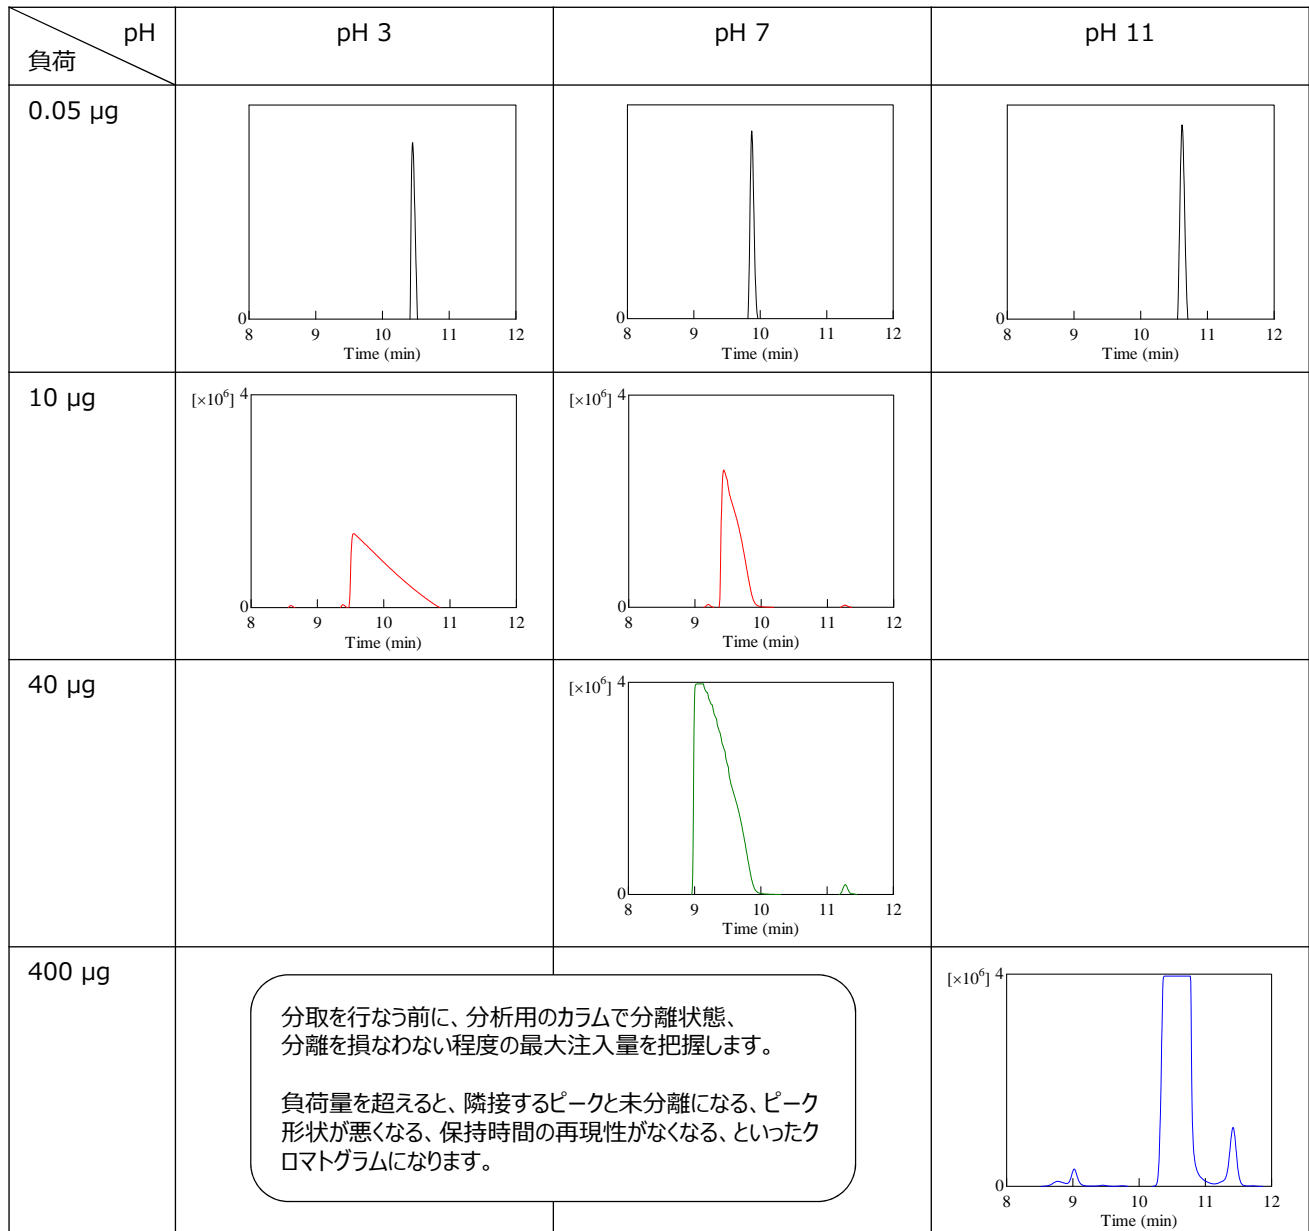 pH
負荷
pH 3
pH 7
pH 11
0.05 μg
0
8 9 10 11 12
Time (min)
0
8 9 10 11 12
Time (min)
0
8 9 10 11 12
Time (min)
10 μg
[×10⁶] 4
0
8 9 10 11 12
Time (min)
[×10⁶] 4
0
8 9 10 11 12
Time (min)
40 μg
[×10⁶] 4
0
8 9 10 11 12
Time (min)
400 μg
分取を行なう前に、分析用のカラムで分離状態、
分離を損なわない程度の最大注入量を把握します。
負荷量を超えると、隣接するピークと未分離になる、ピーク
形状が悪くなる、保持時間の再現性がなくなる、といったク
ロマトグラムになります。
[×10⁶] 4
0
8 9 10 11 12
Time (min)